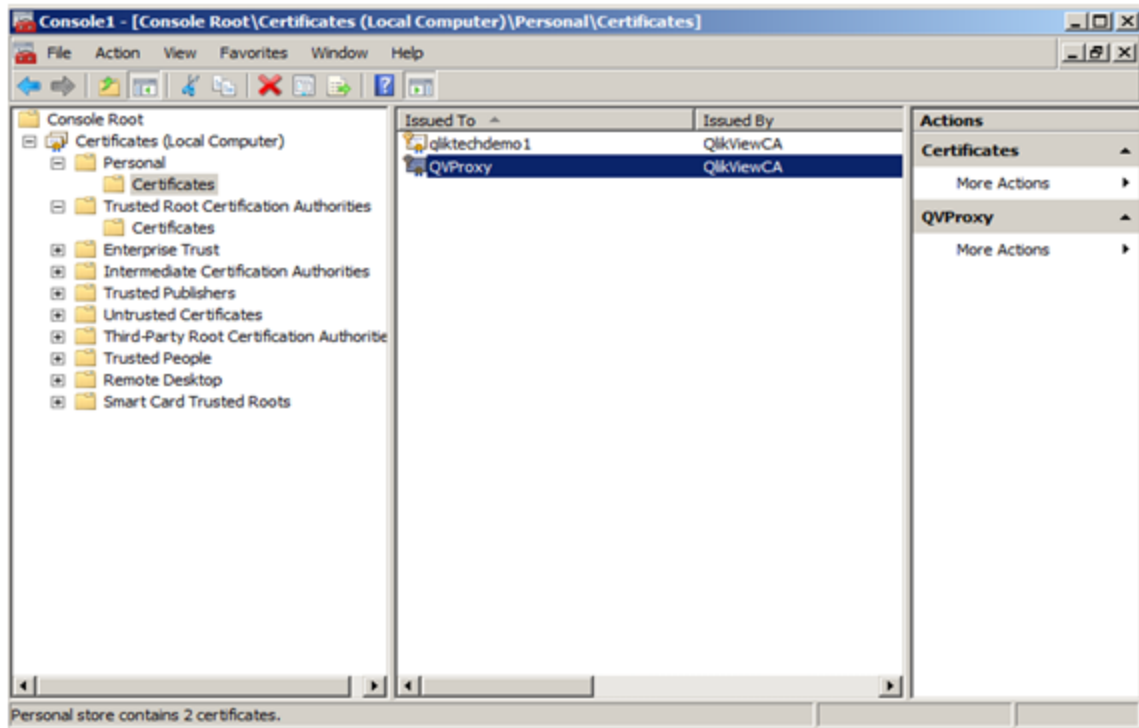 Console1 - [Console Root\Certificates (Local Computer)\Personal\Certificates]
File Action View Favorites Window Help
Console Root
Certificates (Local Computer)
Personal
Certificates
Trusted Root Certification Authorities
Certificates
Enterprise Trust
Intermediate Certification Authorities
Trusted Publishers
Untrusted Certificates
Third-Party Root Certification Authoritie
Trusted People
Remote Desktop
Smart Card Trusted Roots
Issued To Issued By
qliktechdemo1 QlikViewCA
QVProxy QlikViewCA
Actions
Certificates
More Actions
QVProxy
More Actions
Personal store contains 2 certificates.